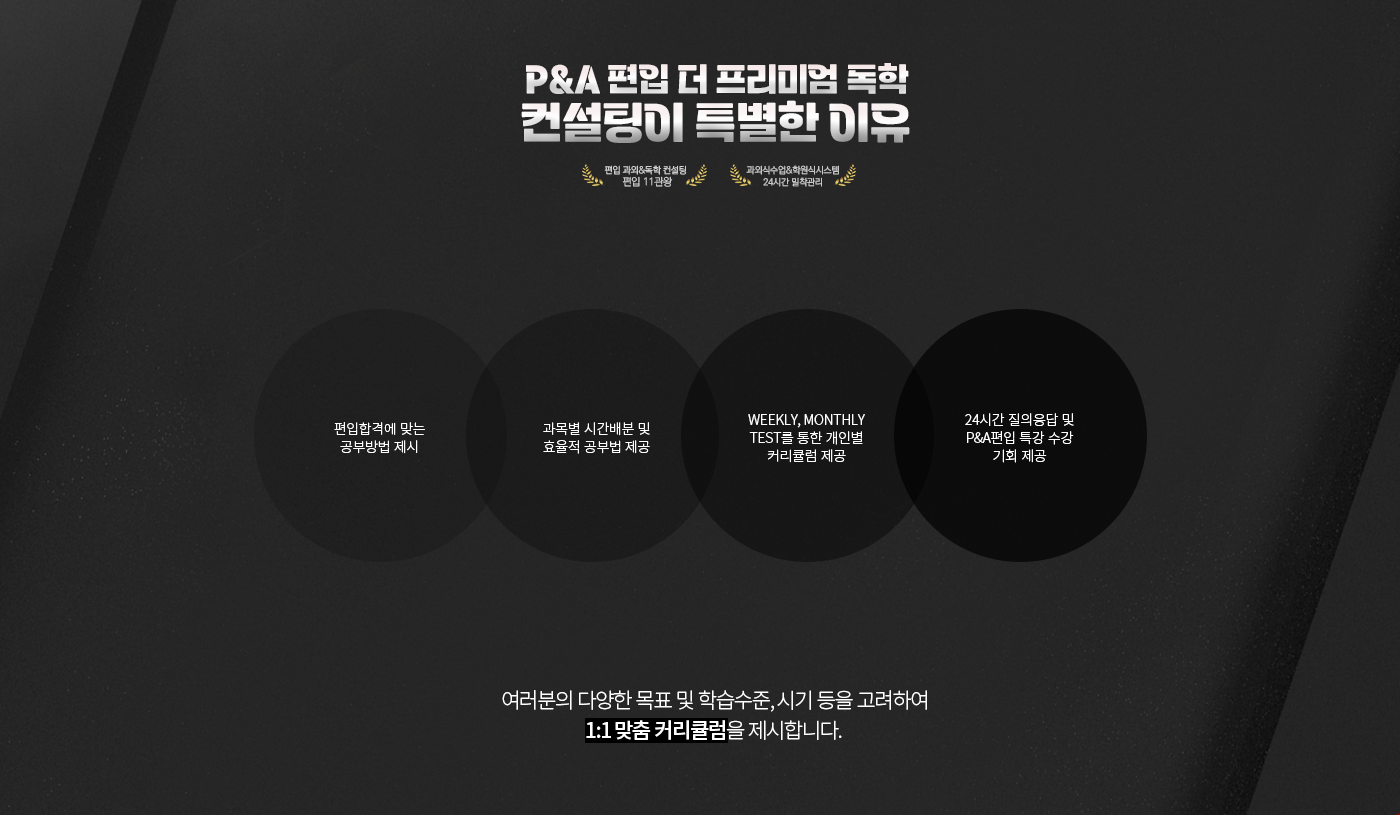 P&A 편입 더 프리미엄 독학
컨설팅이 특별한 이유
편입 과외&독학 컨설팅
편입 11관왕
과외식수업&학원식시스템
24시간 밀착관리
편입합격에 맞는
공부방법 제시
과목별 시간배분 및
효율적 공부법 제공
WEEKLY, MONTHLY
TEST를 통한 개인별
커리큘럼 제공
24시간 질의응답 및
P&A편입 특강 수강
기회 제공
여러분의 다양한 목표 및 학습수준, 시기 등을 고려하여
1:1 맞춤 커리큘럼을 제시합니다.